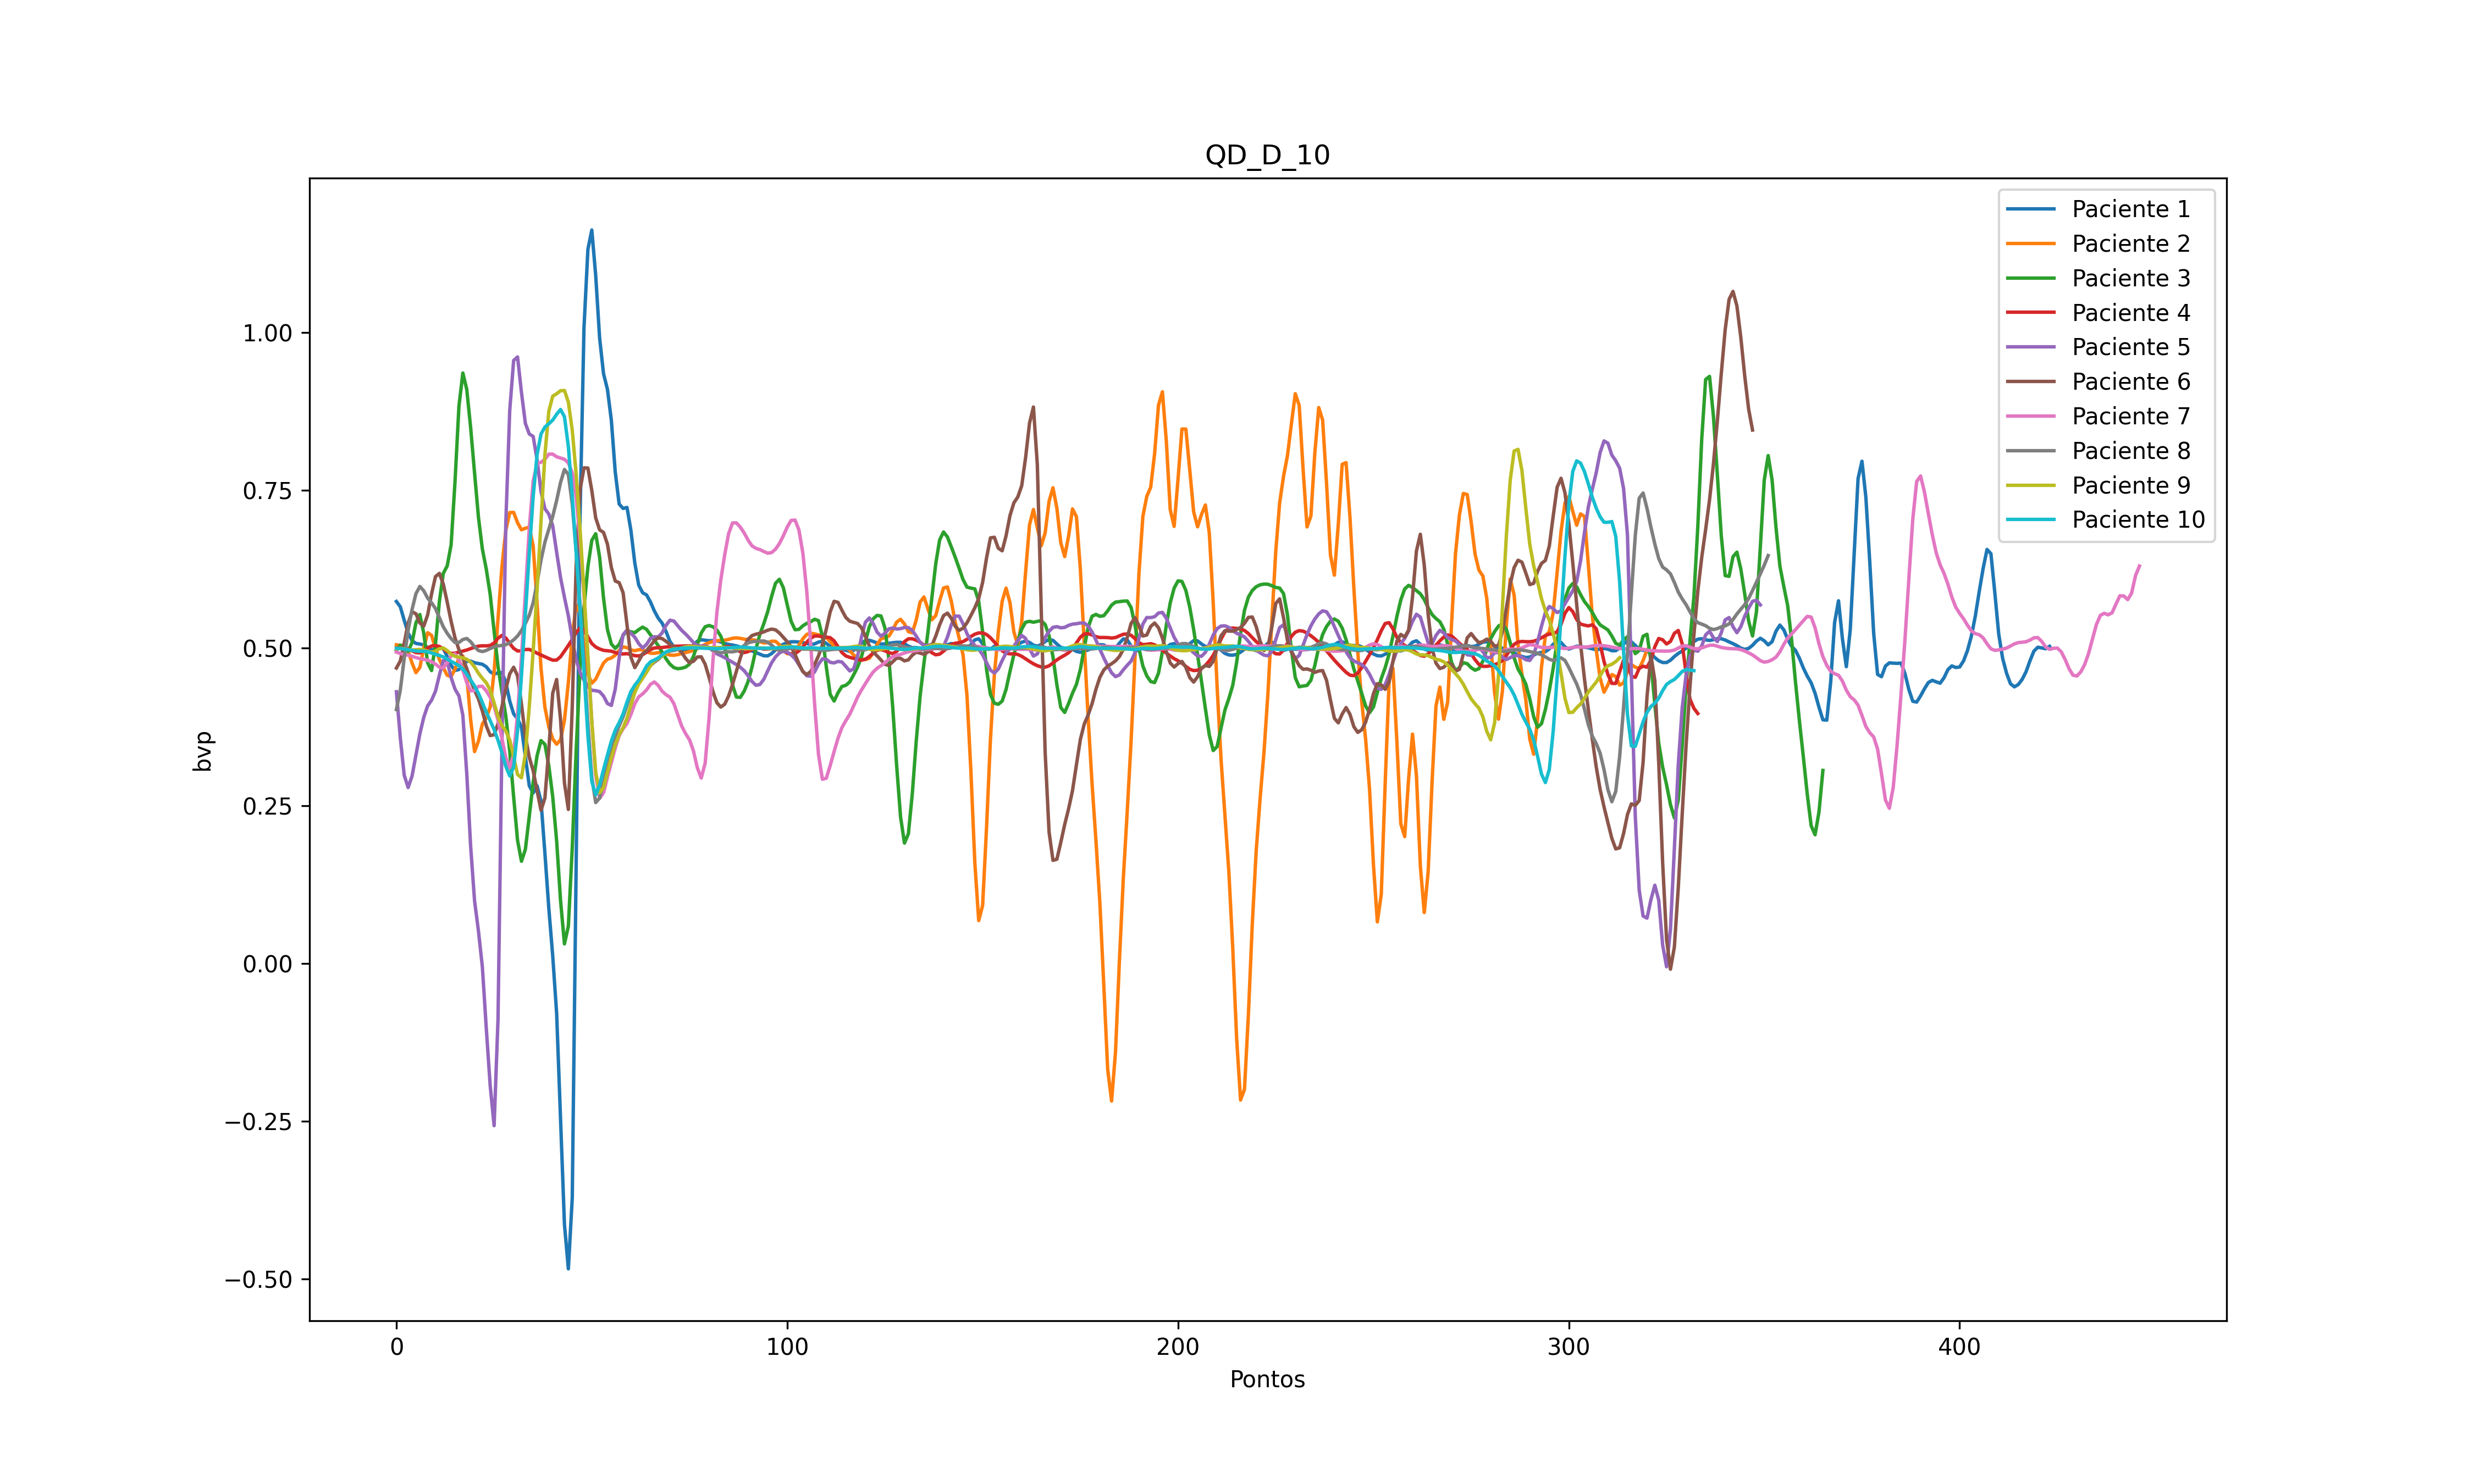 QD_D_10
Paciente 1
Paciente 2
Paciente 3
Paciente 4
Paciente 5
Paciente 6
Paciente 7
Paciente 8
Paciente 9
Paciente 10
1.00
0.75
0.50
0.25
0.00
−0.25
−0.50
bvp
0 100 200 300 400
Pontos